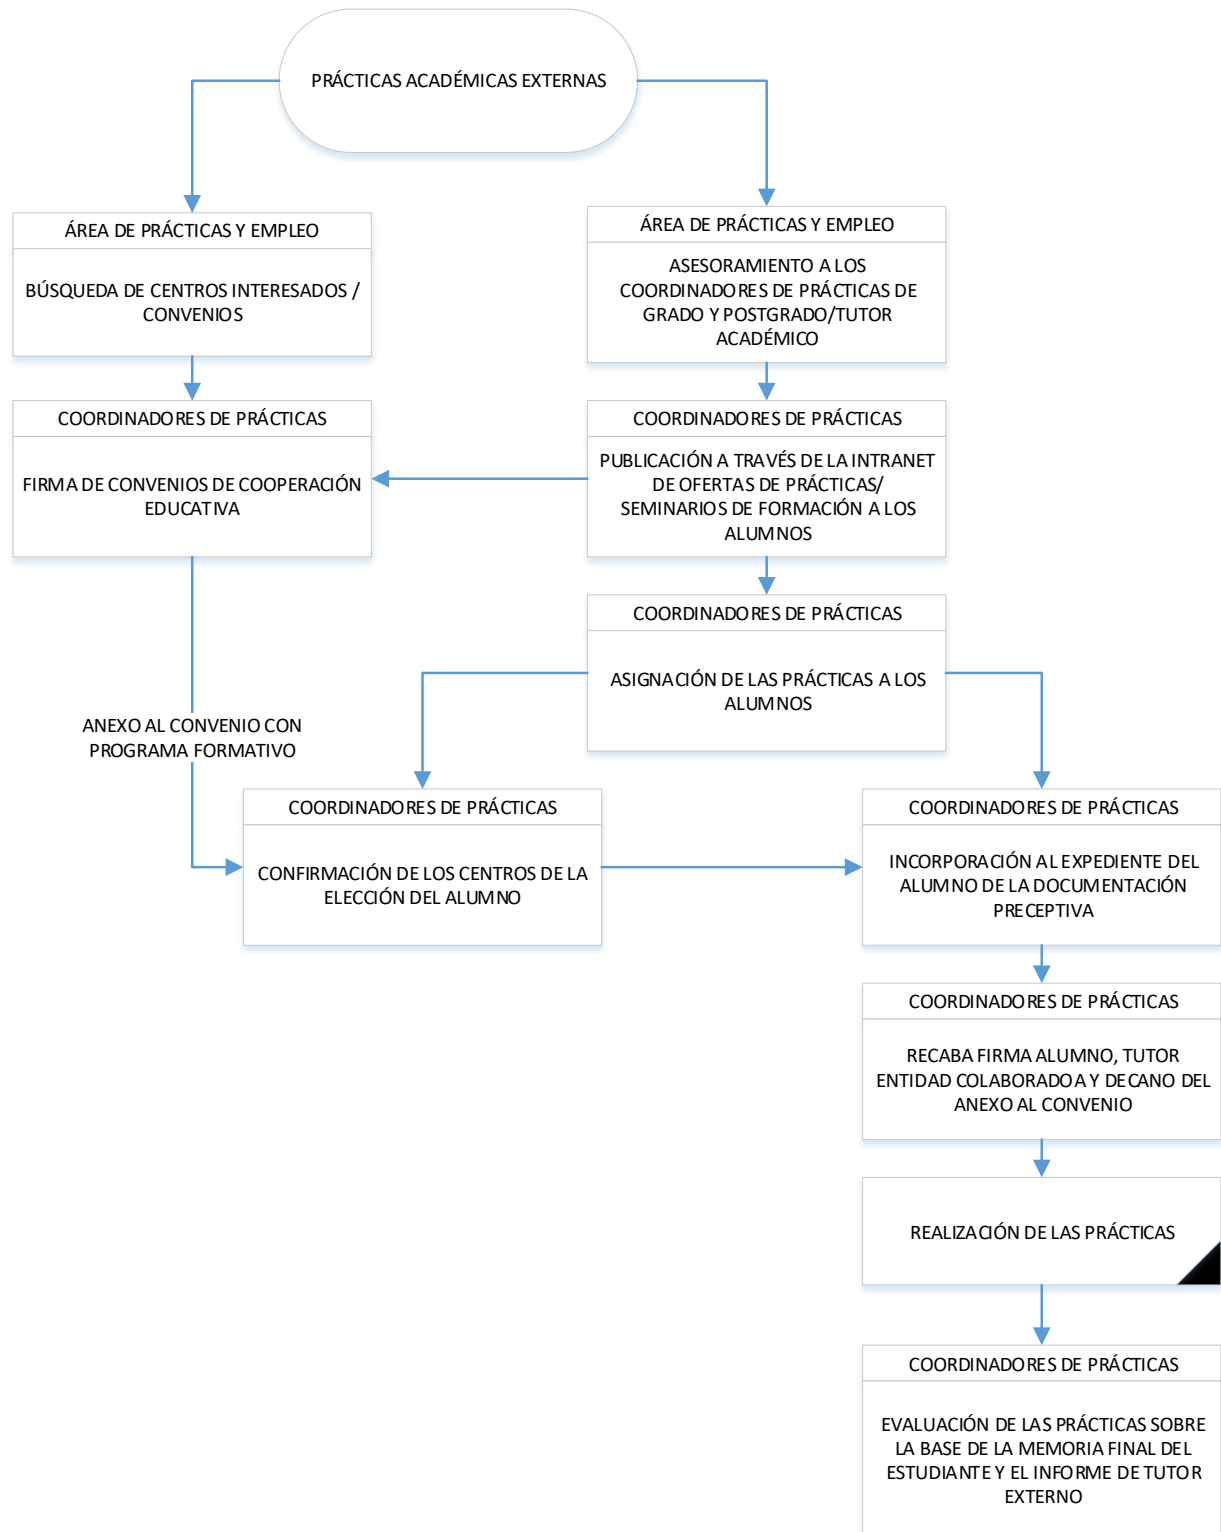 PRÁCTICAS ACADÉMICAS EXTERNAS
ÁREA DE PRÁCTICAS Y EMPLEO
BÚSQUEDA DE CENTROS INTERESADOS /
CONVENIOS
ÁREA DE PRÁCTICAS Y EMPLEO
ASESORAMIENTO A LOS
COORDINADORES DE PRÁCTICAS DE
GRADO Y POSTGRADO/TUTOR
ACADÉMICO
COORDINADORES DE PRÁCTICAS
FIRMA DE CONVENIOS DE COOPERACIÓN
EDUCATIVA
COORDINADORES DE PRÁCTICAS
PUBLICACIÓN A TRAVÉS DE LA INTRANET
DE OFERTAS DE PRÁCTICAS/
SEMINARIOS DE FORMACIÓN A LOS
ALUMNOS
COORDINADORES DE PRÁCTICAS
ASIGNACIÓN DE LAS PRÁCTICAS A LOS
ALUMNOS
ANEXO AL CONVENIO CON
PROGRAMA FORMATIVO
COORDINADORES DE PRÁCTICAS
CONFIRMACIÓN DE LOS CENTROS DE LA
ELECCIÓN DEL ALUMNO
COORDINADORES DE PRÁCTICAS
INCORPORACIÓN AL EXPEDIENTE DEL
ALUMNO DE LA DOCUMENTACIÓN
PRECEPTIVA
COORDINADORES DE PRÁCTICAS
RECABA FIRMA ALUMNO, TUTOR
ENTIDAD COLABORADOA Y DECANO DEL
ANEXO AL CONVENIO
REALIZACIÓN DE LAS PRÁCTICAS
COORDINADORES DE PRÁCTICAS
EVALUACIÓN DE LAS PRÁCTICAS SOBRE
LA BASE DE LA MEMORIA FINAL DEL
ESTUDIANTE Y EL INFORME DE TUTOR
EXTERNO